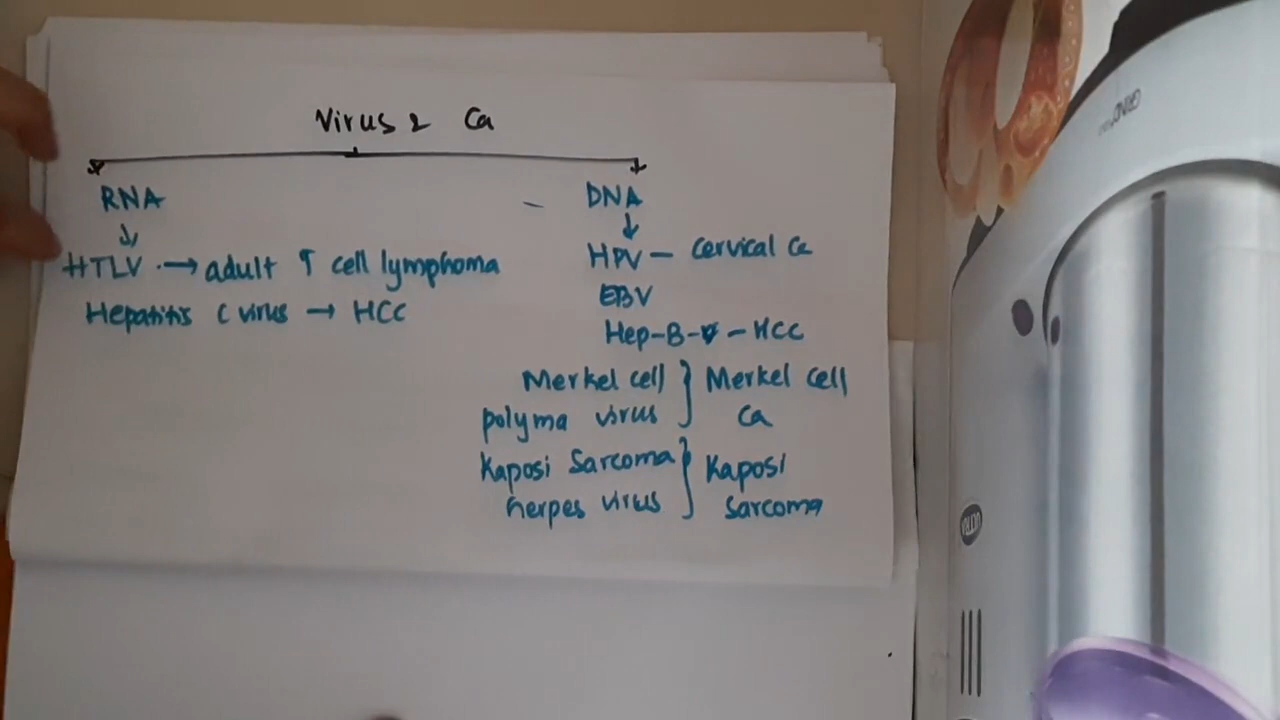 Virus & Ca
RNA
DNA
HTLV → adult T cell lymphoma
Hepatitis C virus → HCC
HPV – Cervical Ca
EBV
Hep-B-V – HCC
Merkel cell } Merkel cell
polyma virus } Ca
Kaposi Sarcoma } Kaposi
herpes virus } Sarcoma